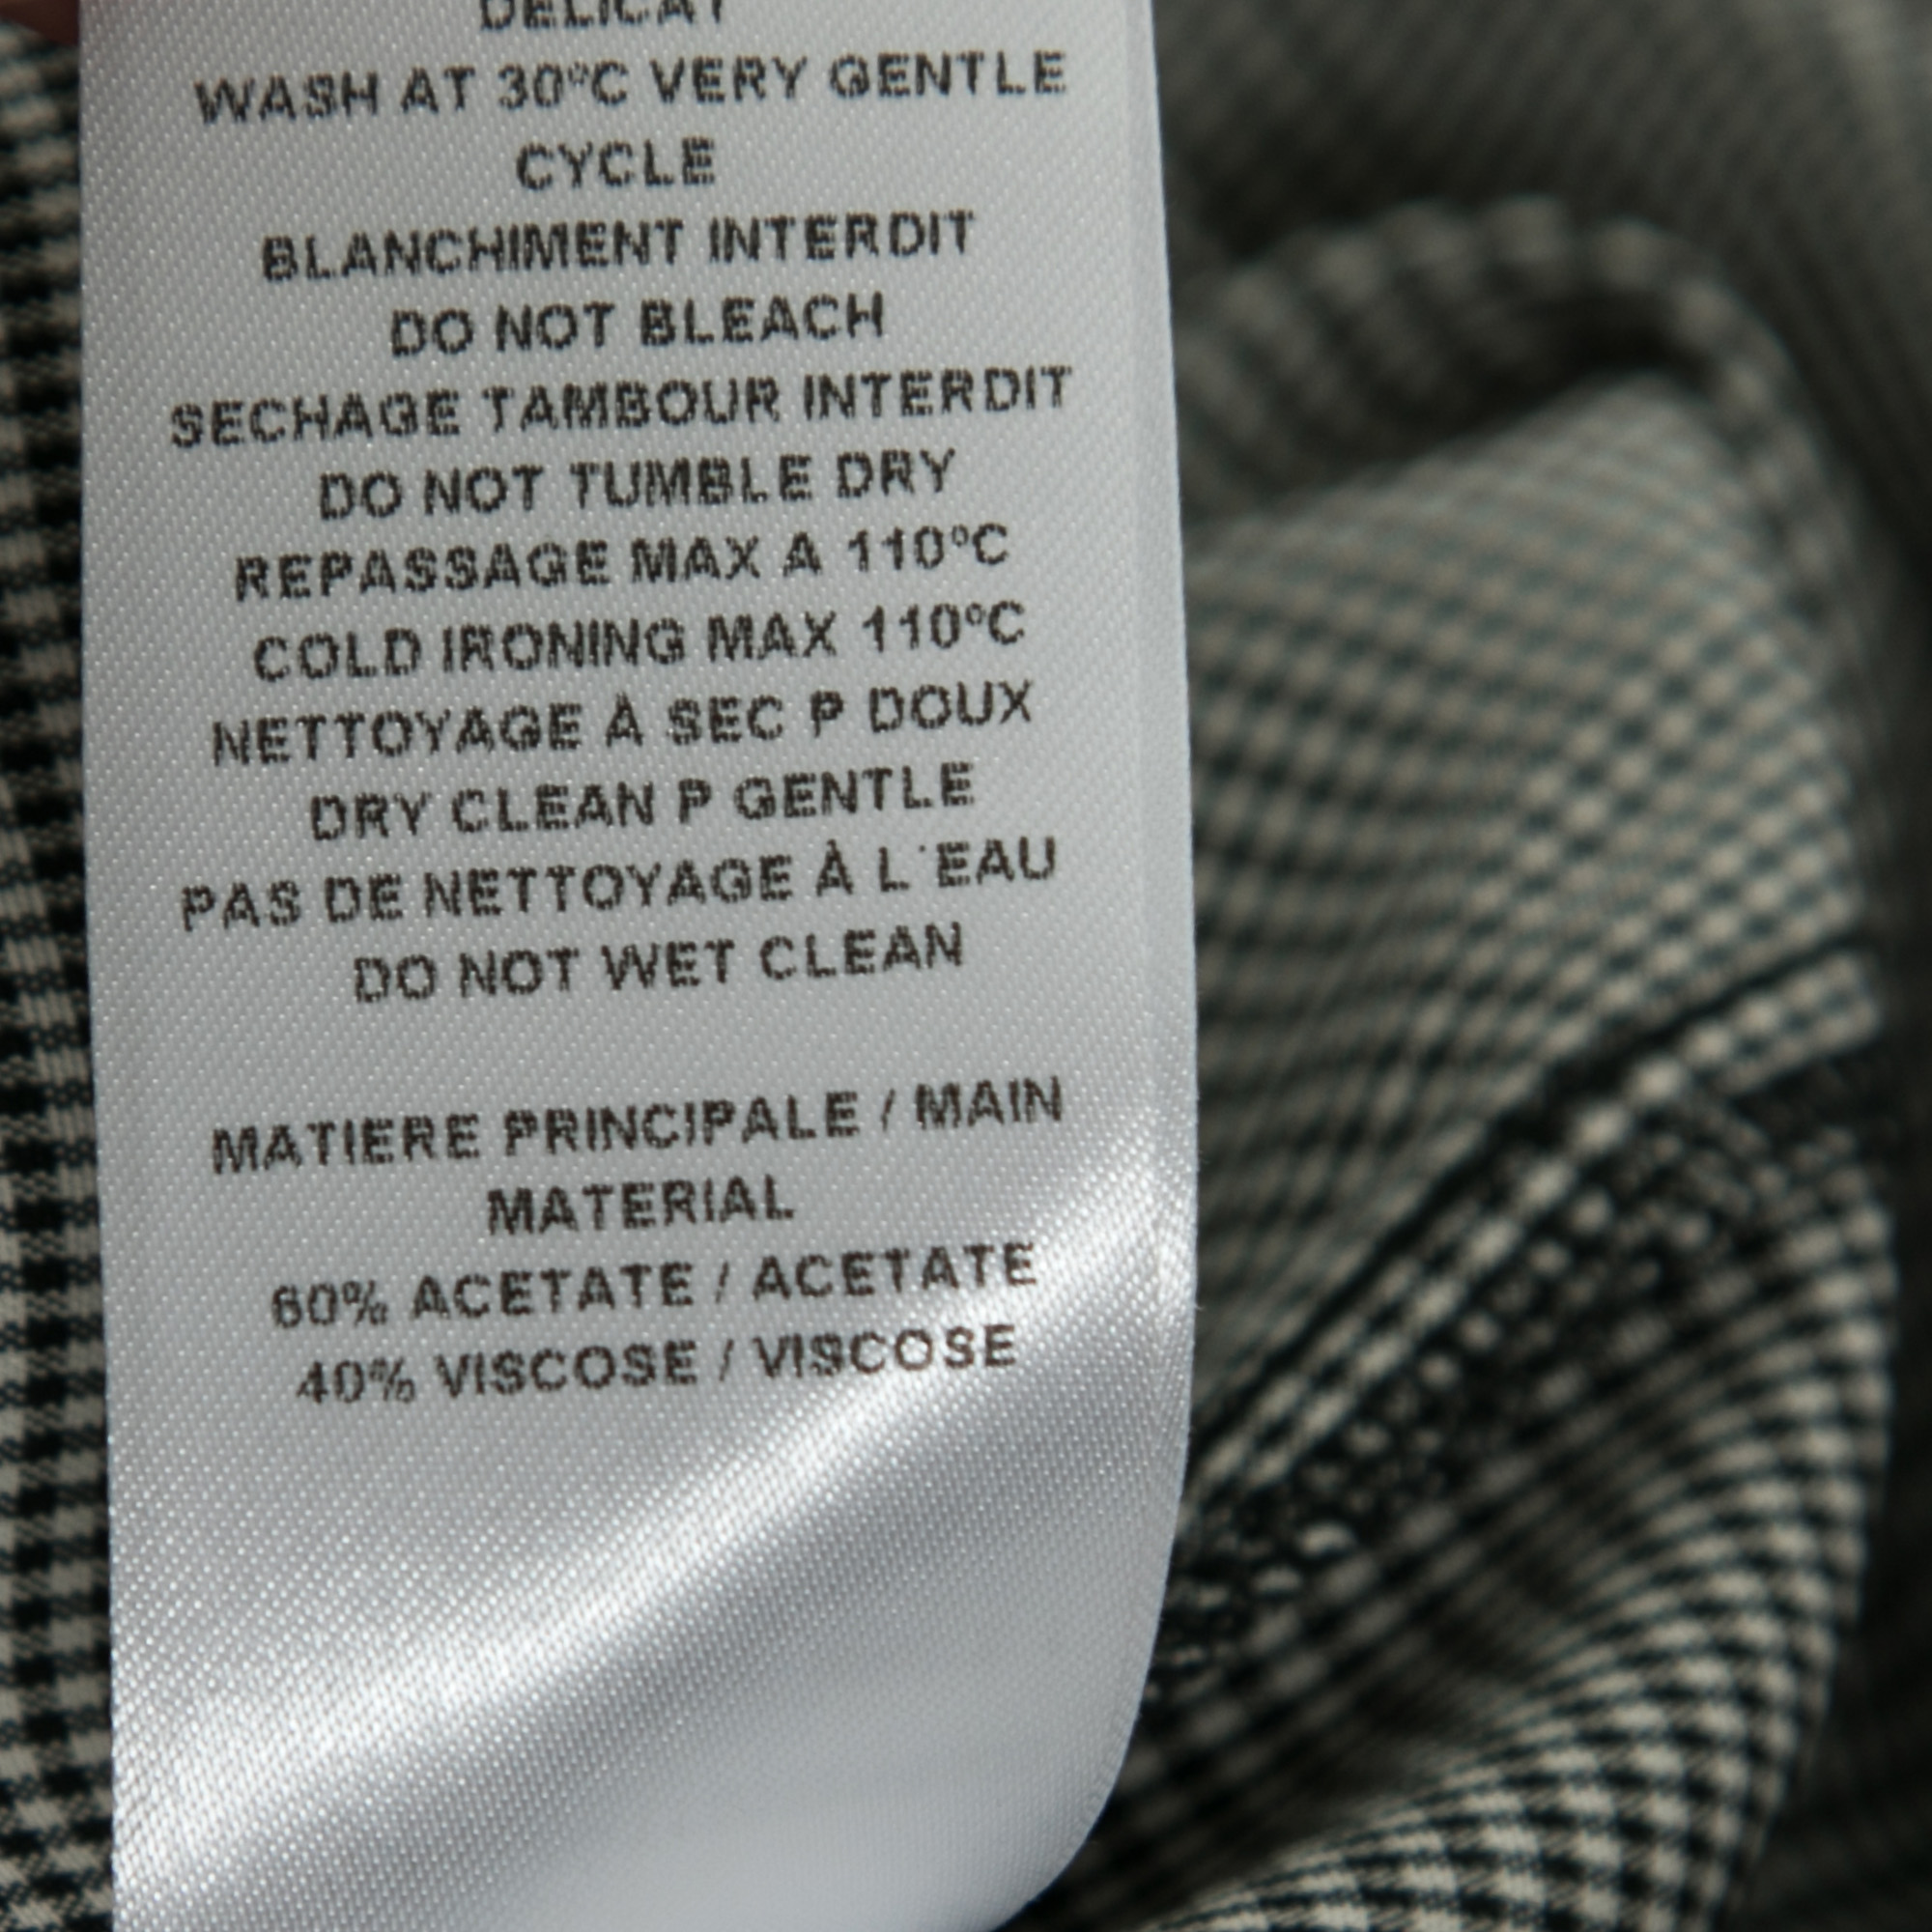 DELICAT
WASH AT 30°C VERY GENTLE
CYCLE
BLANCHIMENT INTERDIT
DO NOT BLEACH
SECHAGE TAMBOUR INTERDIT
DO NOT TUMBLE DRY
REPASSAGE MAX A 110°C
COLD IRONING MAX 110°C
NETTOYAGE À SEC P DOUX
DRY CLEAN P GENTLE
PAS DE NETTOYAGE À L'EAU
DO NOT WET CLEAN
MATIERE PRINCIPALE / MAIN
MATERIAL
60% ACETATE / ACETATE
40% VISCOSE / VISCOSE